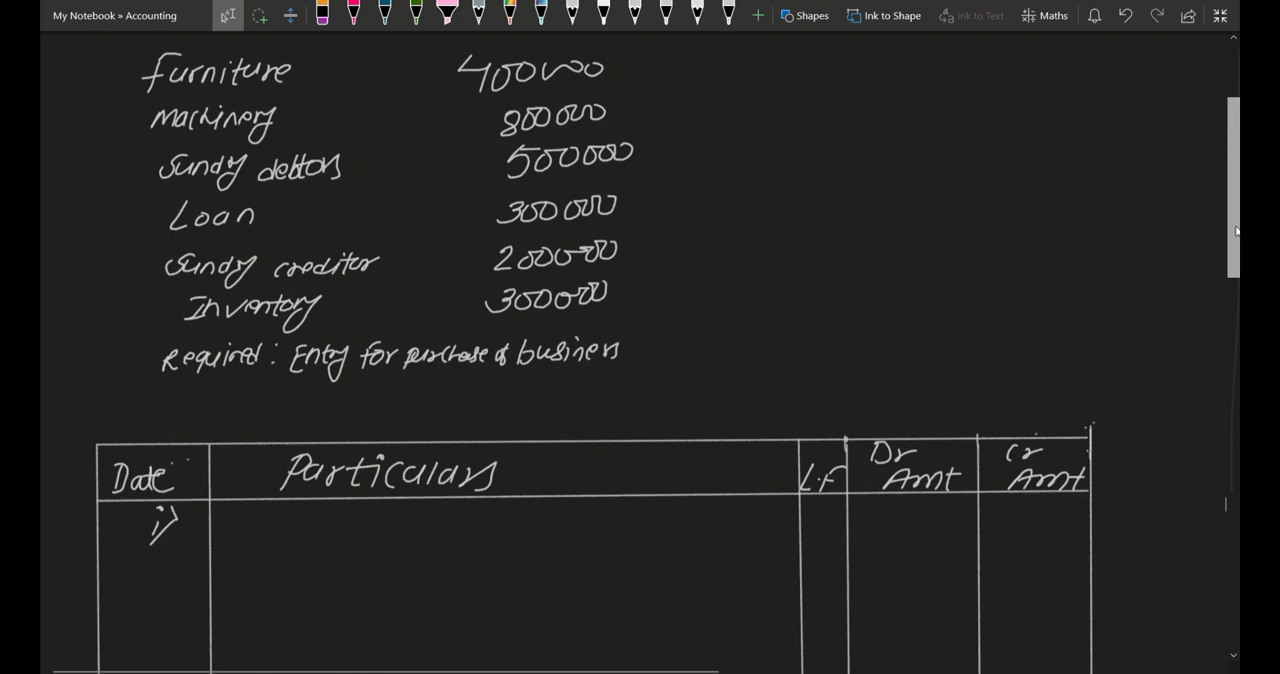 My Notebook » Accounting
Shapes Ink to Shape Ink to Text Maths
Furniture 400000
Machinery 800000
Sundry debtors 500000
Loan 300000
Sundry creditor 200000
Inventory 300000
Required: Entry for purchase of business
Date Particulars L.F Dr Amt Cr Amt
i)